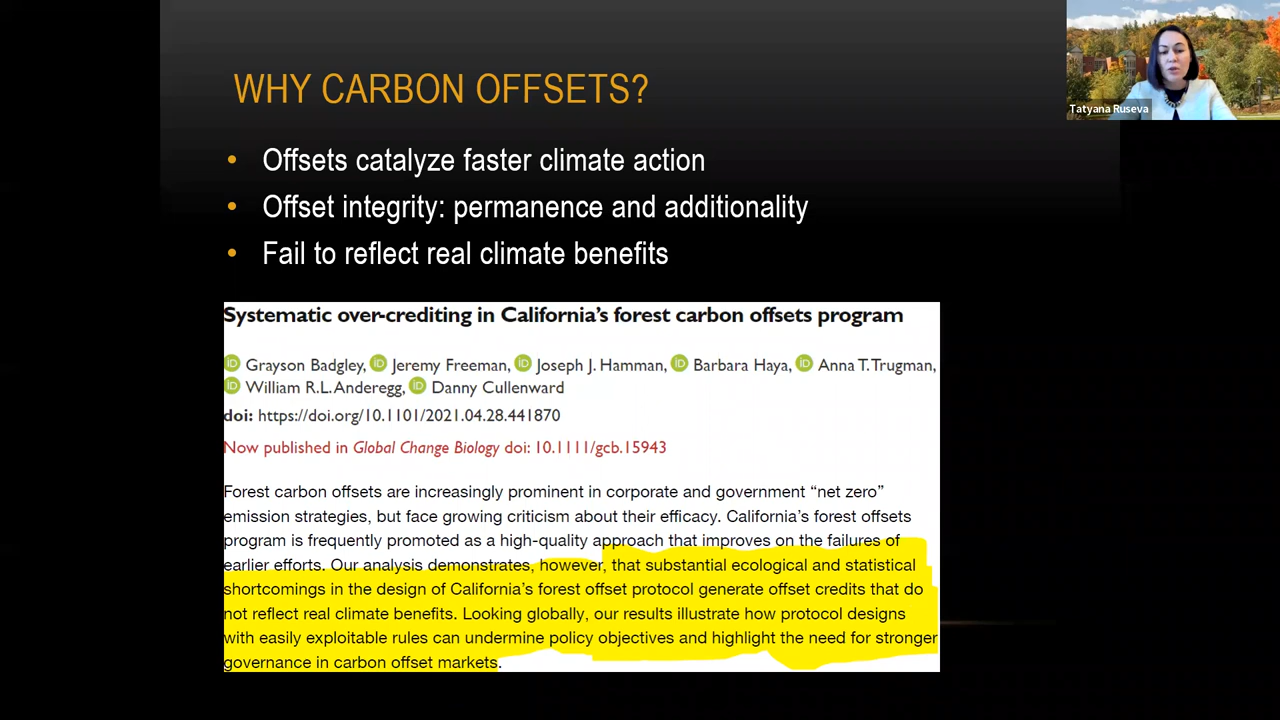 WHY CARBON OFFSETS?
Tatyana Ruseva
• Offsets catalyze faster climate action
• Offset integrity: permanence and additionality
• Fail to reflect real climate benefits
Systematic over-crediting in California's forest carbon offsets program
iD Grayson Badgley, iD Jeremy Freeman, iD Joseph J. Hamman, iD Barbara Haya, iD Anna T. Trugman,
iD William R.L. Anderegg, iD Danny Cullenward
doi: https://doi.org/10.1101/2021.04.28.441870
Now published in Global Change Biology doi: 10.1111/gcb.15943
Forest carbon offsets are increasingly prominent in corporate and government “net zero”
emission strategies, but face growing criticism about their efficacy. California’s forest offsets
program is frequently promoted as a high-quality approach that improves on the failures of
earlier efforts. Our analysis demonstrates, however, that substantial ecological and statistical
shortcomings in the design of California’s forest offset protocol generate offset credits that do
not reflect real climate benefits. Looking globally, our results illustrate how protocol designs
with easily exploitable rules can undermine policy objectives and highlight the need for stronger
governance in carbon offset markets.